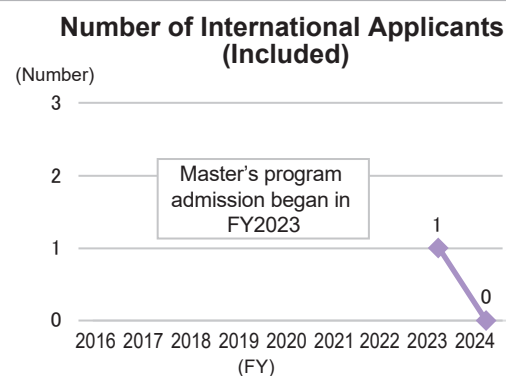 Number of International Applicants
(Included)
(Number)
3
2
1
0
Master's program
admission began in
FY2023
1
0
2016 2017 2018 2019 2020 2021 2022 2023 2024
(FY)